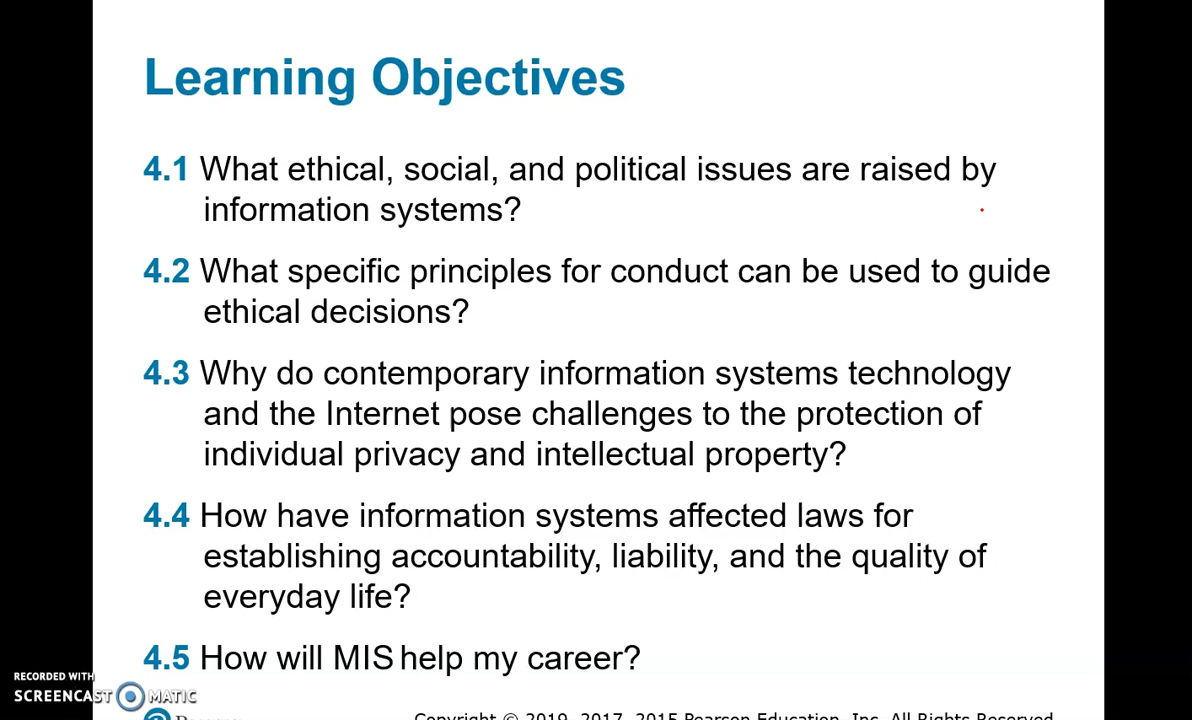 Learning Objectives
4.1 What ethical, social, and political issues are raised by
information systems?
4.2 What specific principles for conduct can be used to guide
ethical decisions?
4.3 Why do contemporary information systems technology
and the Internet pose challenges to the protection of
individual privacy and intellectual property?
4.4 How have information systems affected laws for
establishing accountability, liability, and the quality of
everyday life?
4.5 How will MIS help my career?
RECORDED WITH
SCREENCAST MATIC
Pearson
Copyright © 2019, 2017, 2015 Pearson Education, Inc. All Rights Reserved